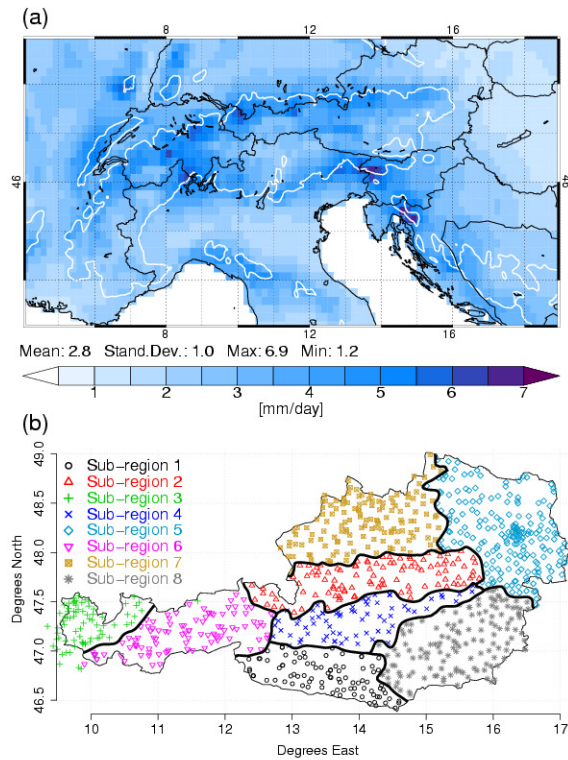 (a)
8 12 16
46 46
8 12 16
Mean: 2.8 Stand.Dev.: 1.0 Max: 6.9 Min: 1.2
1 2 3 4 5 6 7
[mm/day]
(b)
Sub-region 1
Sub-region 2
Sub-region 3
Sub-region 4
Sub-region 5
Sub-region 6
Sub-region 7
Sub-region 8
Degrees North
49.0
48.5
48.0
47.5
47.0
46.5
10 11 12 13 14 15 16 17
Degrees East